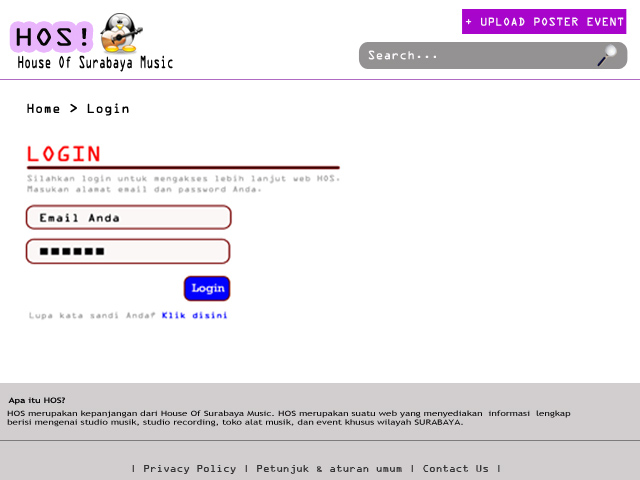 HOS!
House Of Surabaya Music
+ UPLOAD POSTER EVENT
Search...
Home > Login
LOGIN
Silahkan login untuk mengakses lebih lanjut web HOS.
Masukan alamat email dan password Anda.
Email Anda
Login
Lupa kata sandi Anda? Klik disini
Apa itu HOS?
HOS merupakan kepanjangan dari House Of Surabaya Music. HOS merupakan suatu web yang menyediakan informasi lengkap
berisi mengenai studio musik, studio recording, toko alat musik, dan event khusus wilayah SURABAYA.
| Privacy Policy | Petunjuk & aturan umum | Contact Us |